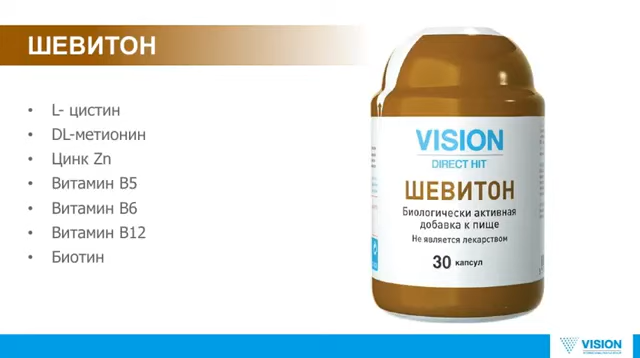 ШЕВИТОН
• L- цистин
• DL-метионин
• Цинк Zn
• Витамин B5
• Витамин B6
• Витамин B12
• Биотин
VISION
DIRECT HIT
ШЕВИТОН
Биологически активная
добавка к пище
Не является лекарством
30 капсул
VISION